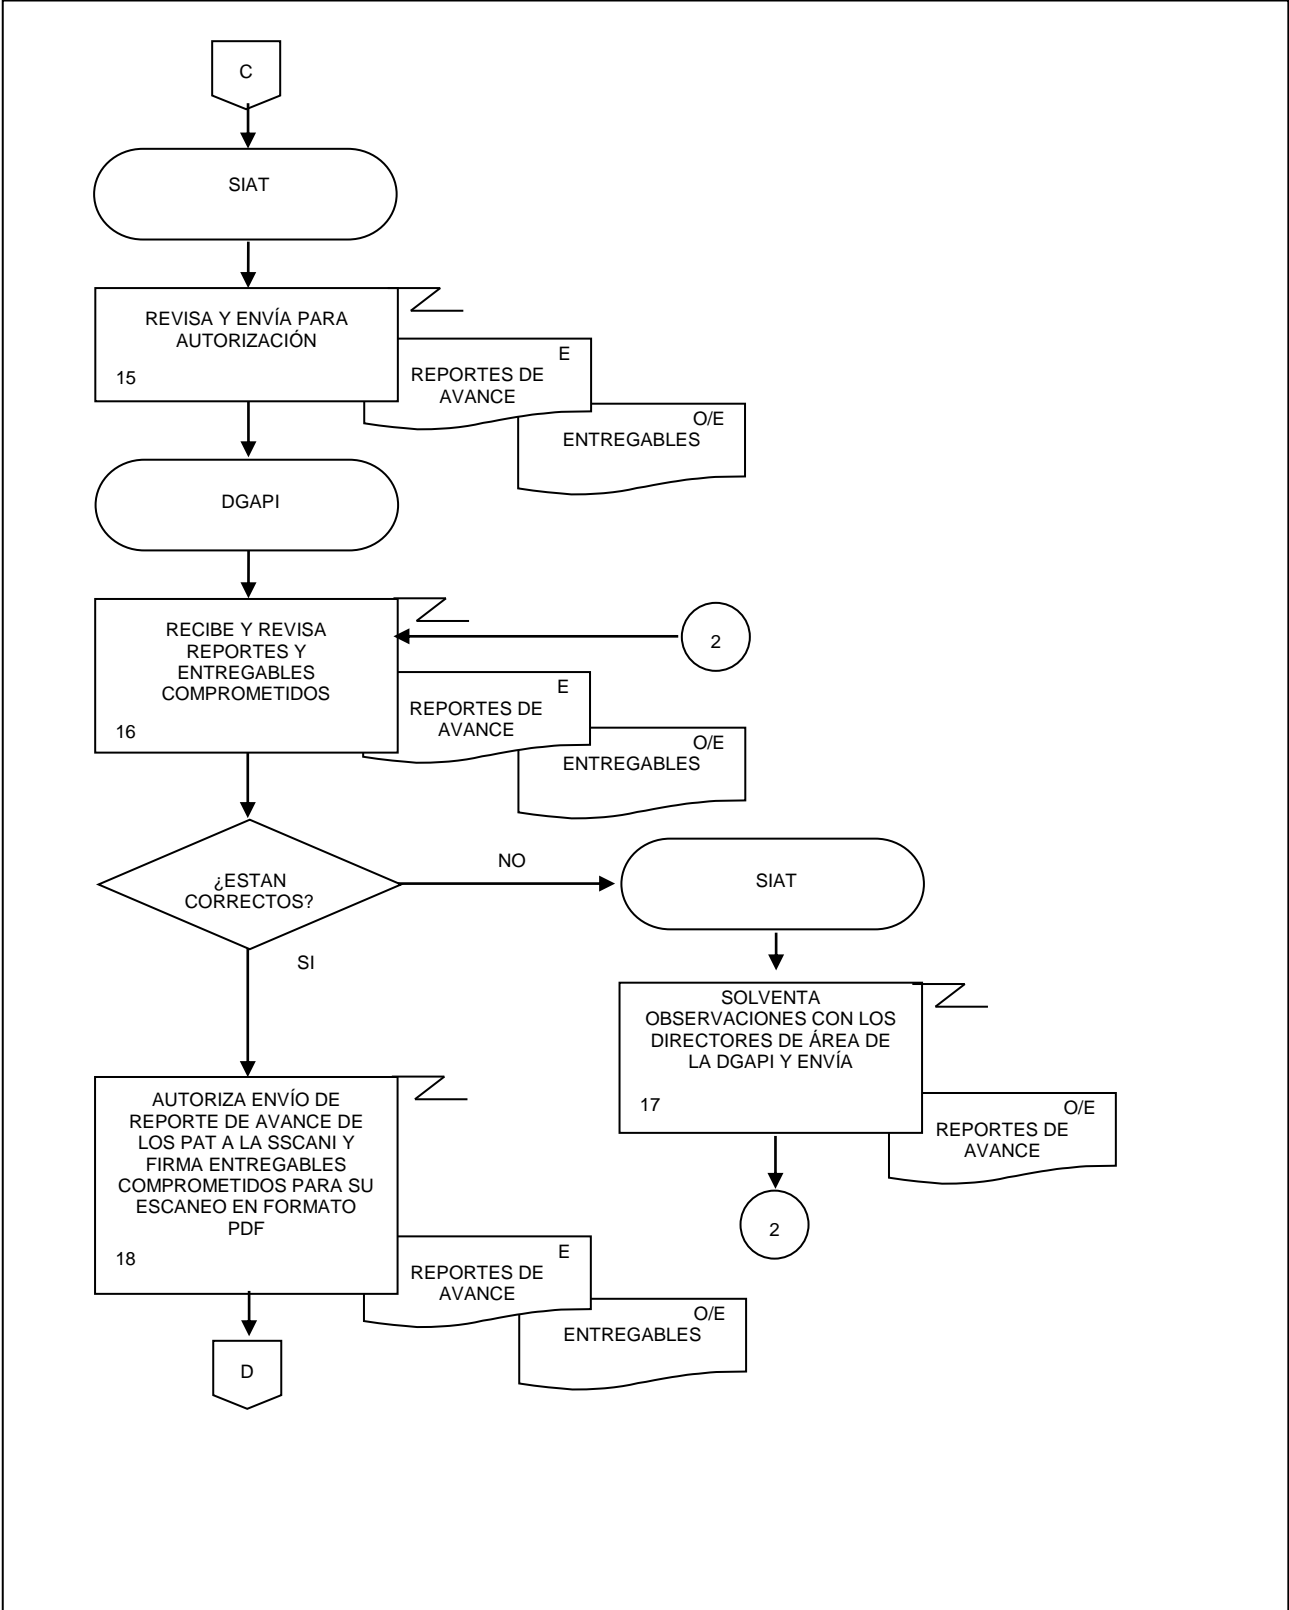 C
SIAT
REVISA Y ENVÍA PARA
AUTORIZACIÓN
15
E
REPORTES DE
AVANCE
O/E
ENTREGABLES
DGAPI
RECIBE Y REVISA
REPORTES Y
ENTREGABLES
COMPROMETIDOS
16
2
E
REPORTES DE
AVANCE
O/E
ENTREGABLES
¿ESTAN
CORRECTOS?
NO
SIAT
SI
SOLVENTA
OBSERVACIONES CON LOS
DIRECTORES DE ÁREA DE
LA DGAPI Y ENVÍA
17
O/E
REPORTES DE
AVANCE
2
AUTORIZA ENVÍO DE
REPORTE DE AVANCE DE
LOS PAT A LA SSCANI Y
FIRMA ENTREGABLES
COMPROMETIDOS PARA SU
ESCANEO EN FORMATO
PDF
18
E
REPORTES DE
AVANCE
O/E
ENTREGABLES
D